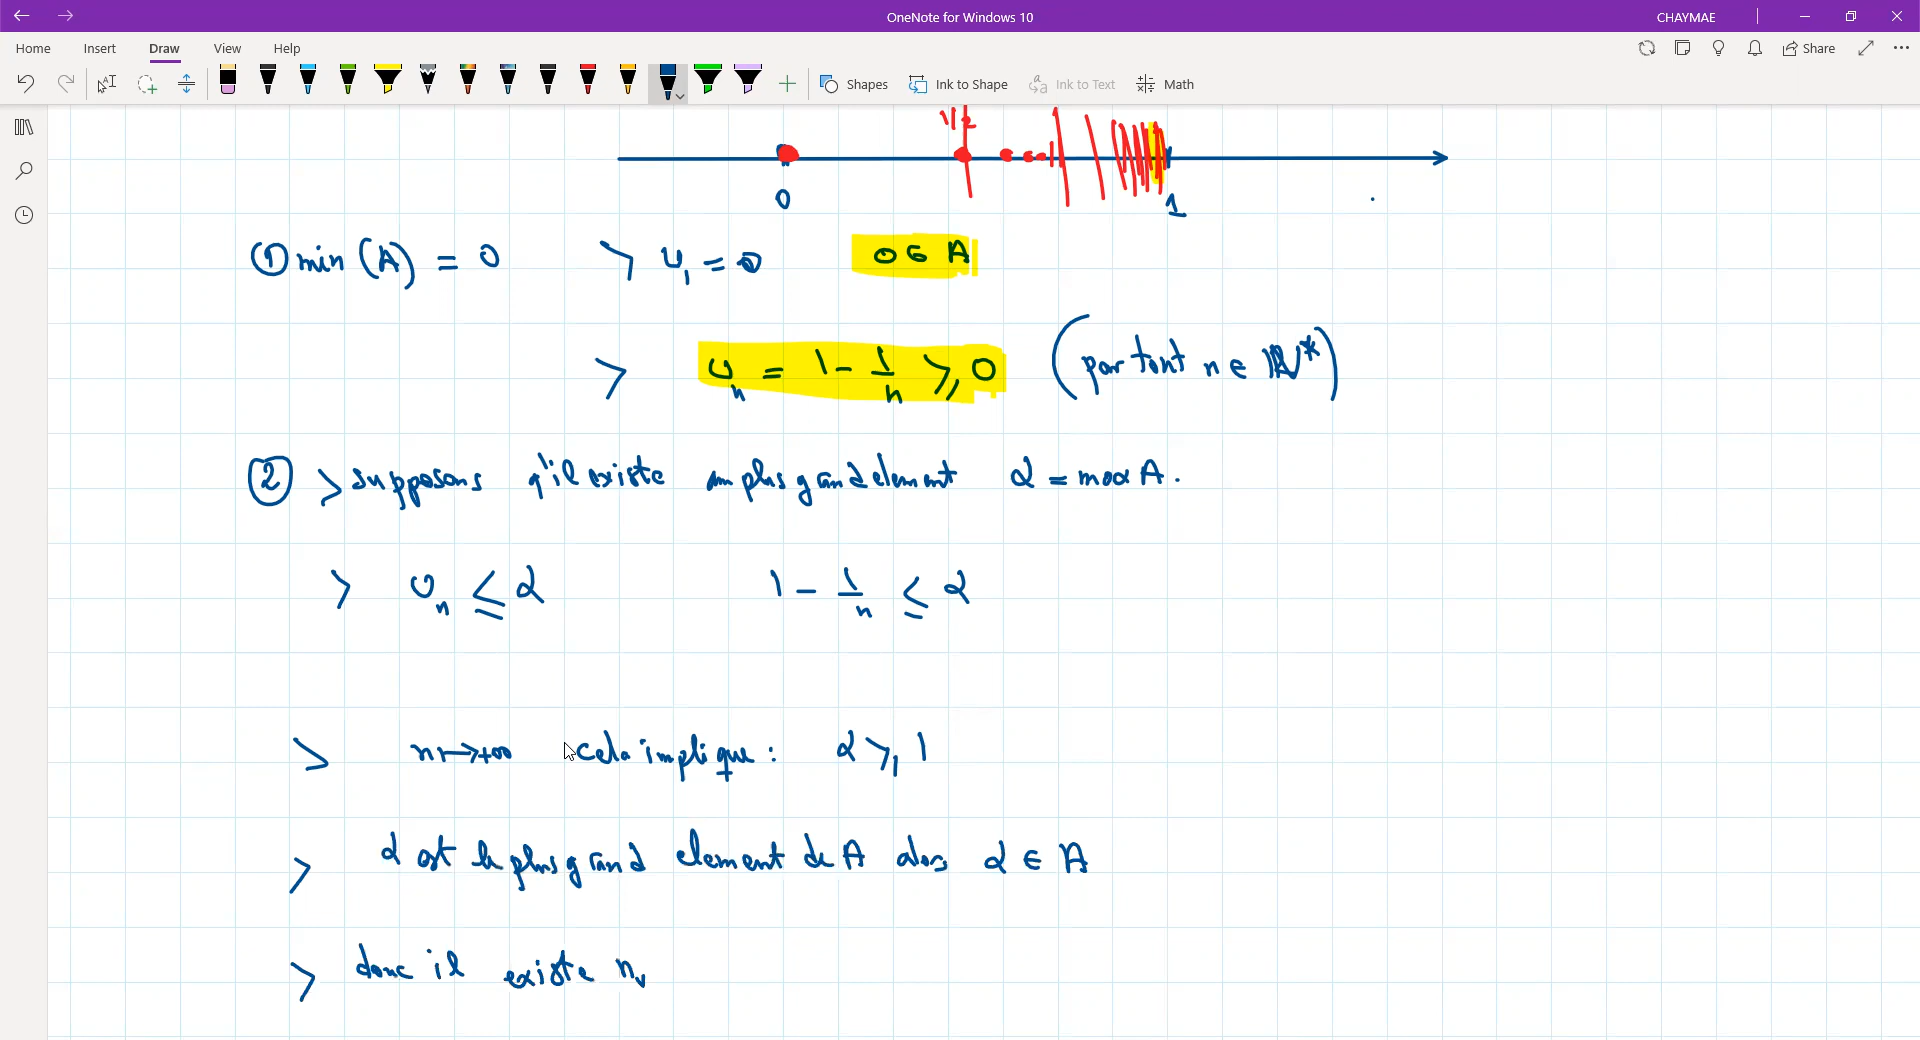 OneNote for Windows 10
CHAYMAE
Home Insert Draw View Help
Share
Shapes Ink to Shape Ink to Text Math
1/2
0 1
① min (A) = 0 > u₁ = 0 0 ∈ A
> uₙ = 1 - 1/n ≥ 0 (par tout n ∈ ℕ*)
② > supposons q'il existe un plus grand element α = max A.
> uₙ ≤ α 1 - 1/n ≤ α
> n ↦ +∞ cela implique : α ≥ 1
> α est le plus grand element de A alors α ∈ A
> donc il existe n₀